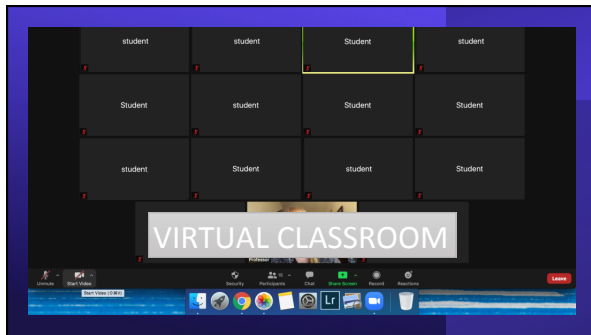 student student Student student
Student student Student Student
student Student student Student
VIRTUAL CLASSROOM
Professor
Unmute Start Video Security Participants Chat Share Screen Record Reactions Leave
Start Video (⇧⌘V)
Lr